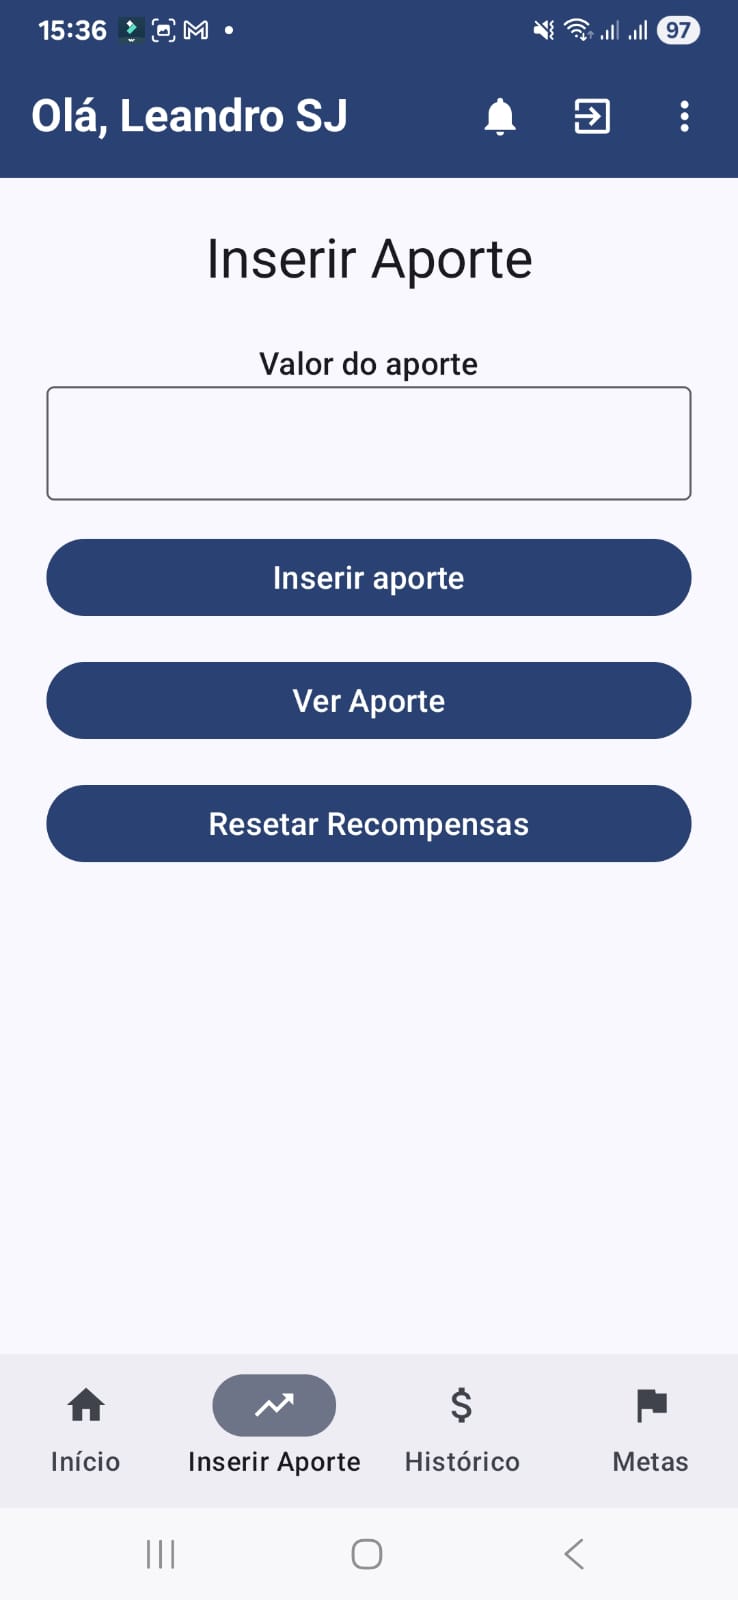 15:36
97
Olá, Leandro SJ
Inserir Aporte
Valor do aporte
Inserir aporte
Ver Aporte
Resetar Recompensas
$
Início
Inserir Aporte
Histórico
Metas